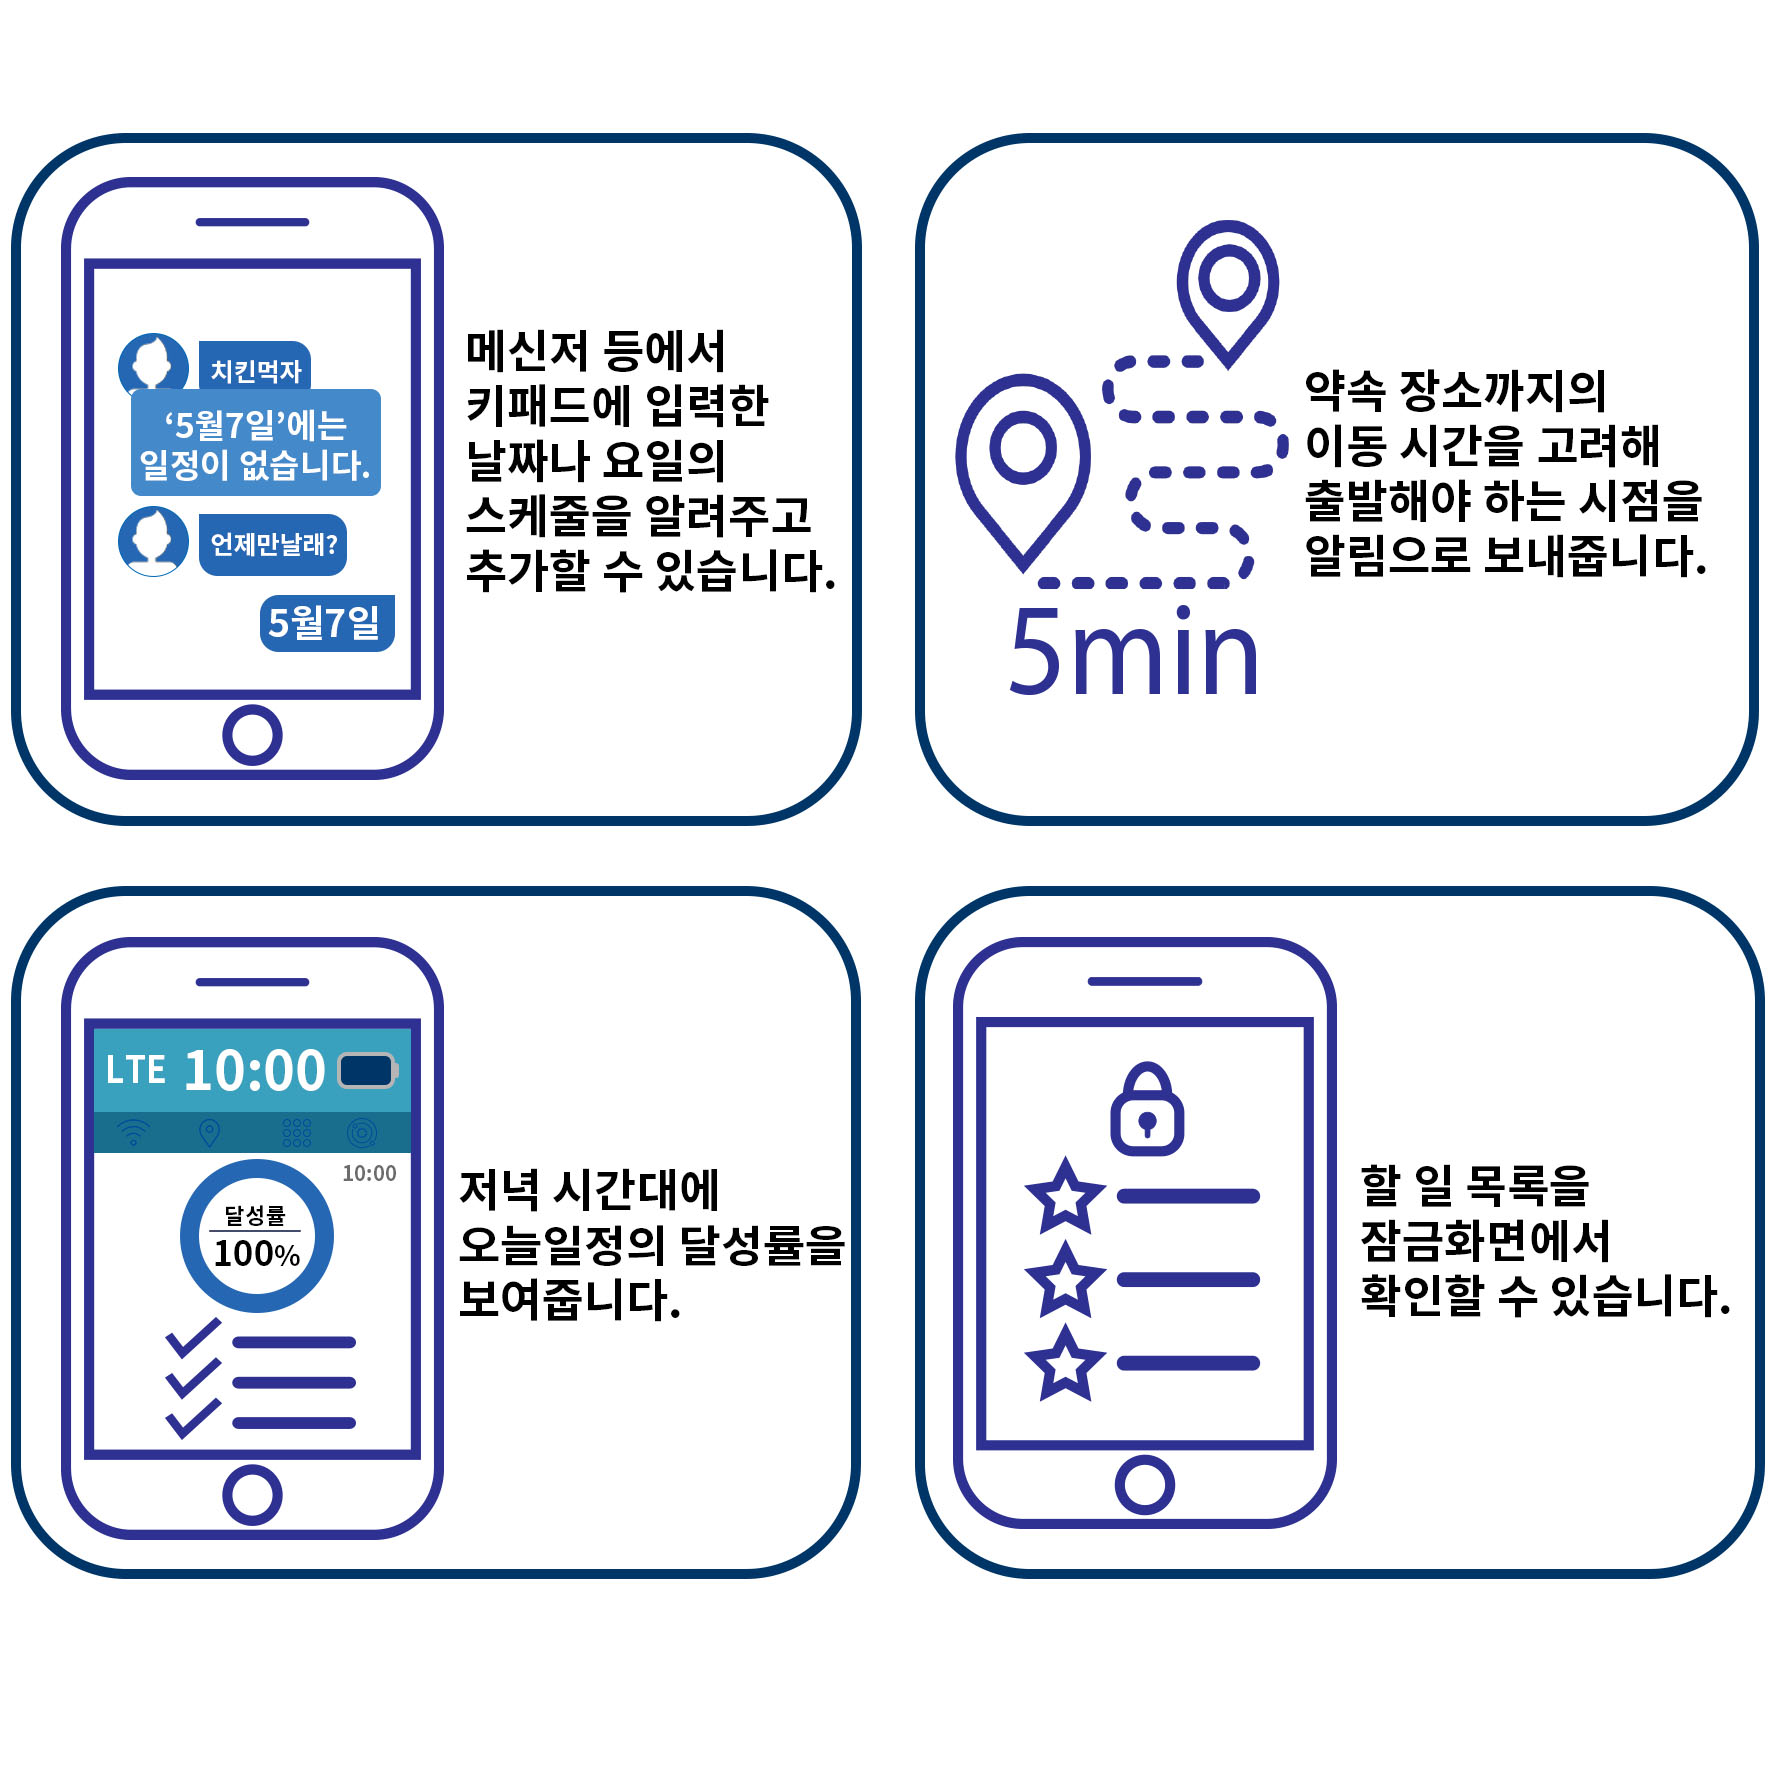 치킨먹자
‘5월7일’에는
일정이 없습니다.
언제만날래?
5월7일
메신저 등에서
키패드에 입력한
날짜나 요일의
스케줄을 알려주고
추가할 수 있습니다.
5min
약속 장소까지의
이동 시간을 고려해
출발해야 하는 시점을
알림으로 보내줍니다.
LTE 10:00
10:00
달성률
100%
저녁 시간대에
오늘일정의 달성률을
보여줍니다.
할 일 목록을
잠금화면에서
확인할 수 있습니다.